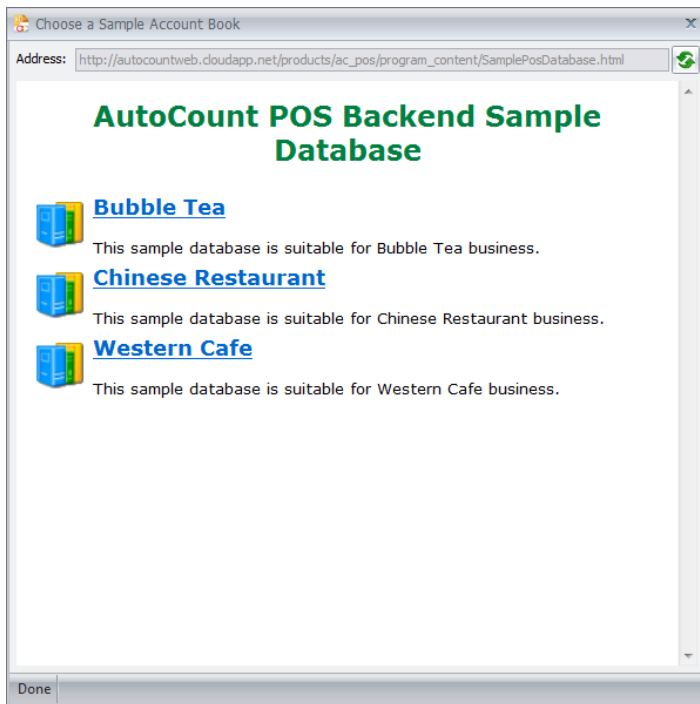 Choose a Sample Account Book
Address: http://autocountweb.cloudapp.net/products/ac_pos/program_content/SamplePosDatabase.html
AutoCount POS Backend Sample
Database
Bubble Tea
This sample database is suitable for Bubble Tea business.
Chinese Restaurant
This sample database is suitable for Chinese Restaurant business.
Western Cafe
This sample database is suitable for Western Cafe business.
Done